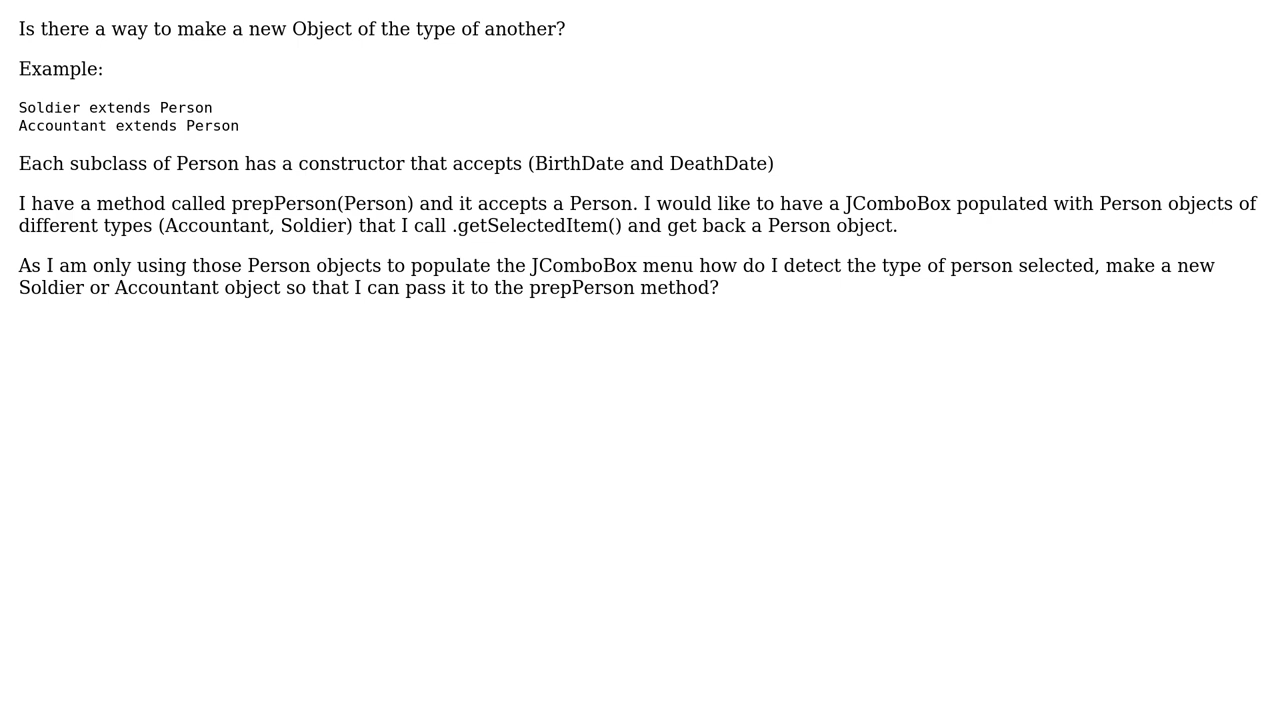 Is there a way to make a new Object of the type of another?
Example:
Soldier extends Person
Accountant extends Person
Each subclass of Person has a constructor that accepts (BirthDate and DeathDate)
I have a method called prepPerson(Person) and it accepts a Person. I would like to have a JComboBox populated with Person objects of
different types (Accountant, Soldier) that I call .getSelectedItem() and get back a Person object.
As I am only using those Person objects to populate the JComboBox menu how do I detect the type of person selected, make a new
Soldier or Accountant object so that I can pass it to the prepPerson method?